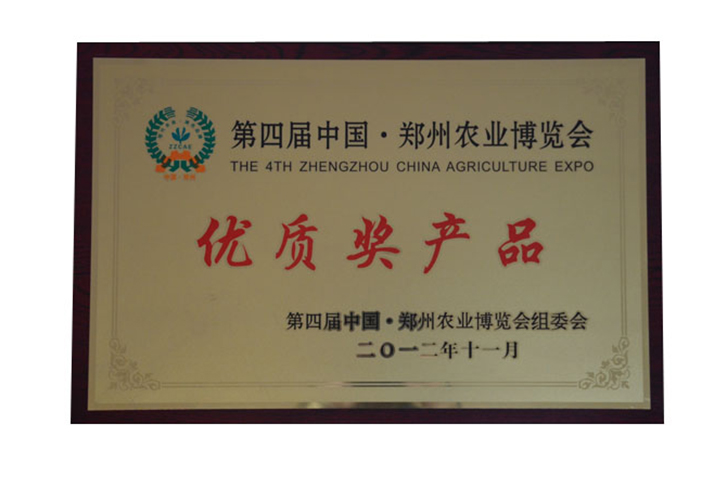 第四届中国·郑州农业博览会
THE 4TH ZHENGZHOU CHINA AGRICULTURE EXPO
ZZCAE
优质奖产品
第四届中国·郑州农业博览会组委会
二〇一二年十一月